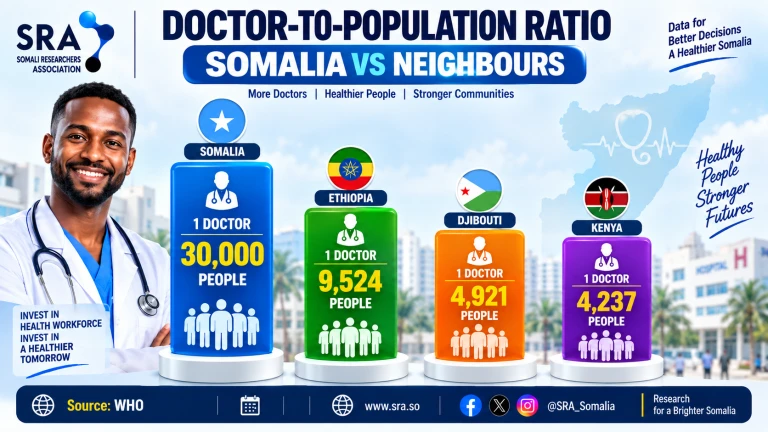 SRA
SOMALI RESEARCHERS
ASSOCIATION
DOCTOR-TO-POPULATION RATIO
SOMALIA VS NEIGHBOURS
More Doctors | Healthier People | Stronger Communities
Data for
Better Decisions
A Healthier Somalia
Healthy
People
Stronger
Futures
SOMALIA
1 DOCTOR
30,000
PEOPLE
ETHIOPIA
1 DOCTOR
9,524
PEOPLE
DJIBOUTI
1 DOCTOR
4,921
PEOPLE
KENYA
1 DOCTOR
4,237
PEOPLE
HOSPITAL H
INVEST IN
HEALTH WORKFORCE
INVEST IN
A HEALTHIER
TOMORROW
Source: WHO
www.sra.so
@SRA_Somalia
Research
for a Brighter Somalia